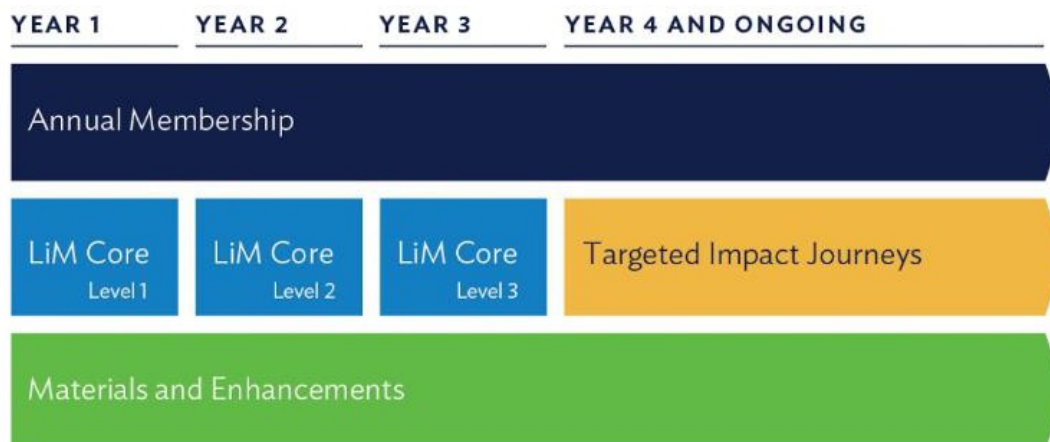 YEAR 1 YEAR 2 YEAR 3 YEAR 4 AND ONGOING
Annual Membership
LiM Core LiM Core LiM Core Targeted Impact Journeys
Level 1 Level 2 Level 3
Materials and Enhancements